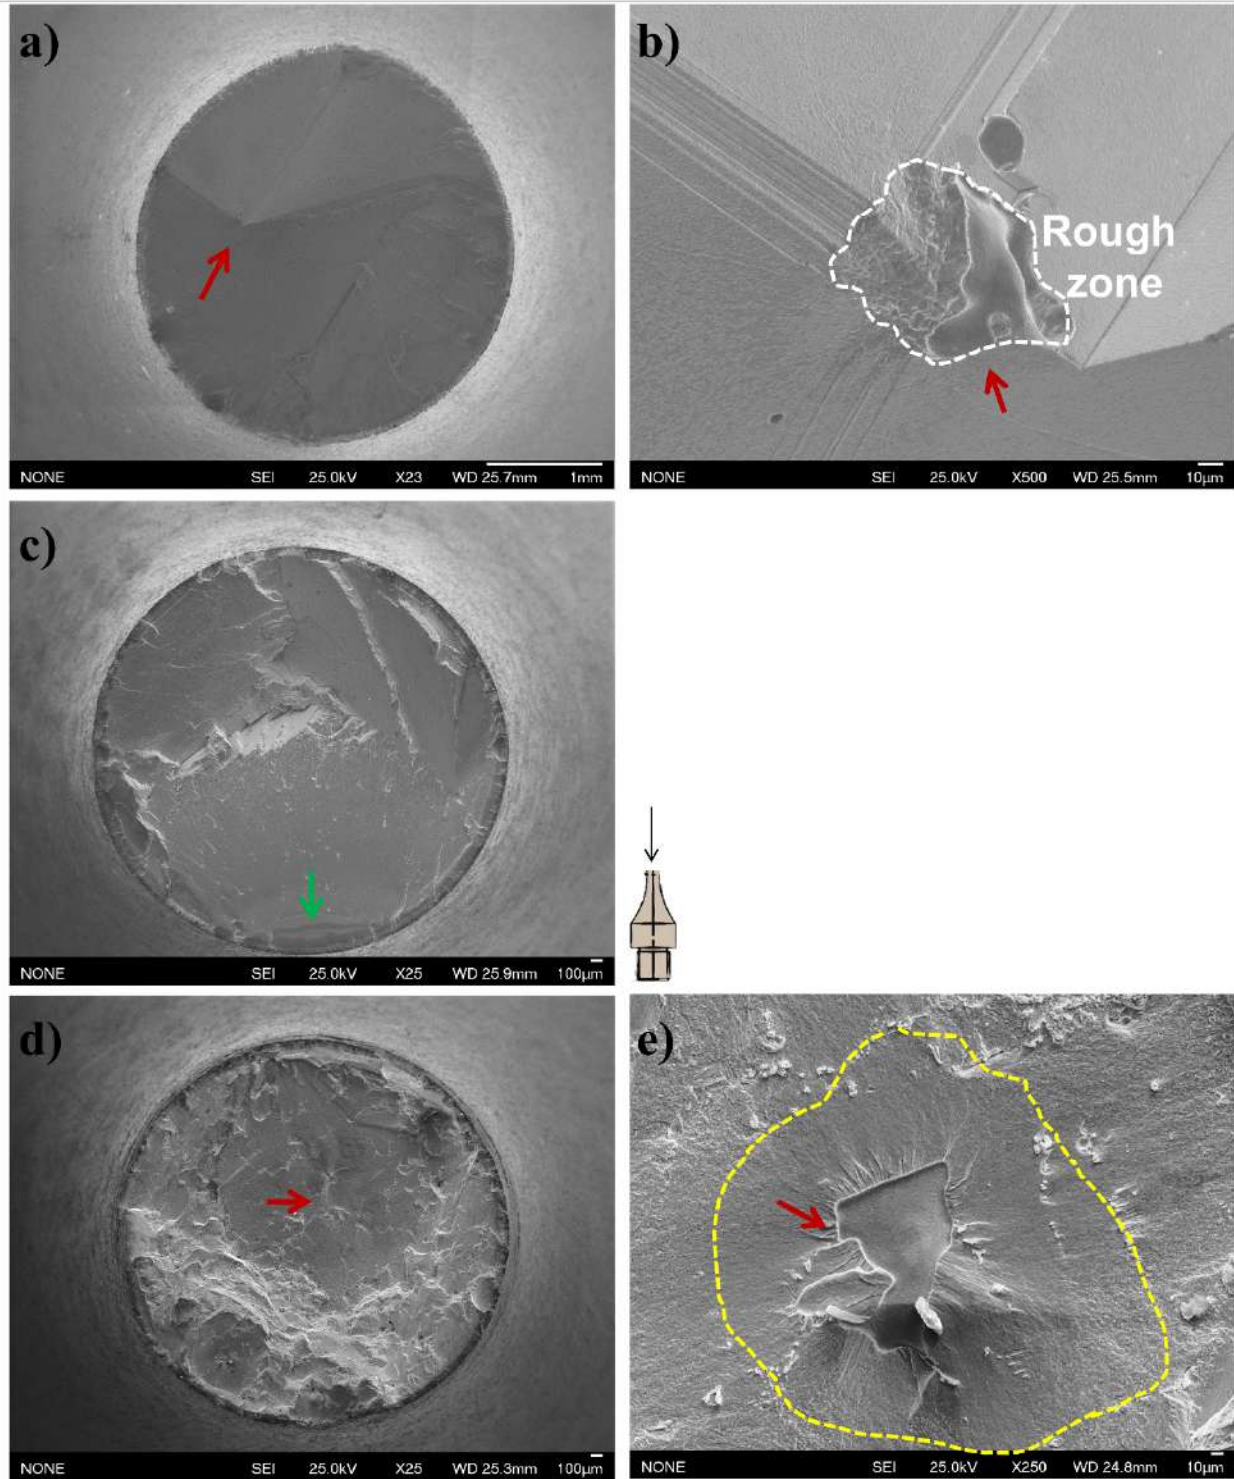 a)
NONE SEI 25.0kV X23 WD 25.7mm 1mm
b)
Rough
zone
NONE SEI 25.0kV X500 WD 25.5mm 10µm
c)
NONE SEI 25.0kV X25 WD 25.9mm 100µm
d)
NONE SEI 25.0kV X25 WD 25.3mm 100µm
e)
NONE SEI 25.0kV X250 WD 24.8mm 10µm